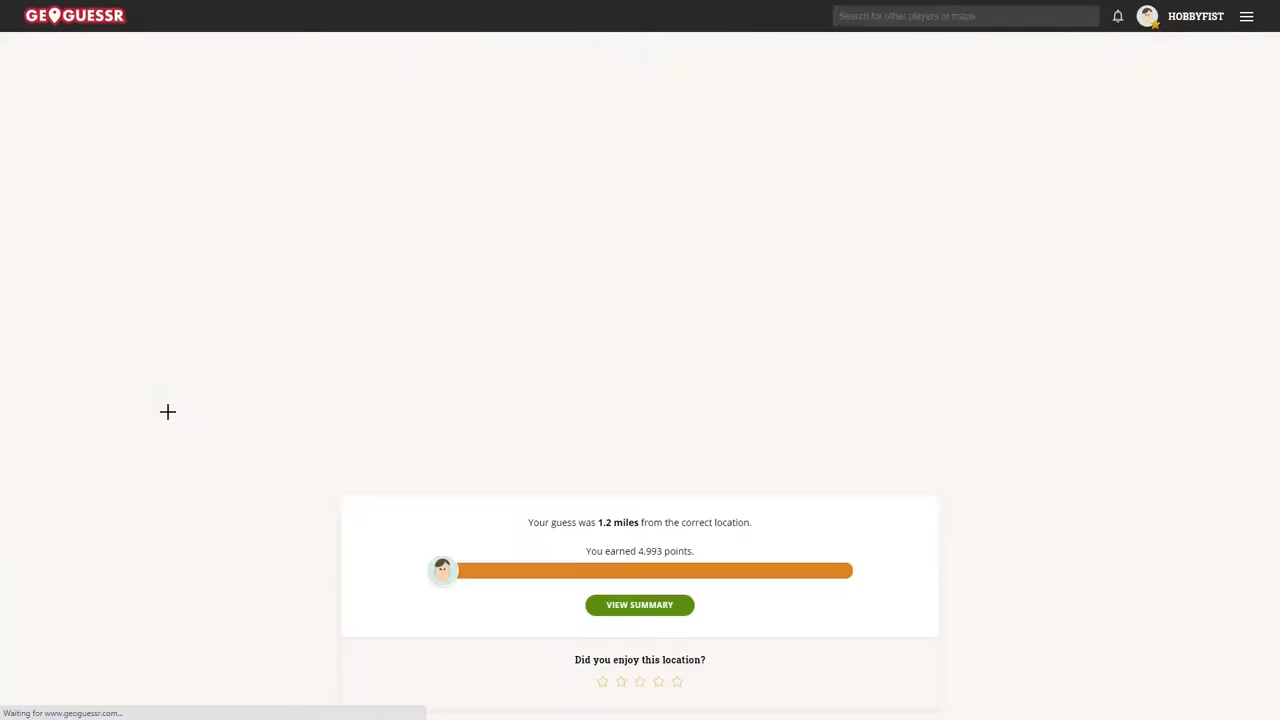 GEOGUESSR
Search for other players or maps
HOBBYFIST
Your guess was 1.2 miles from the correct location.
You earned 4,993 points.
VIEW SUMMARY
Did you enjoy this location?
Waiting for www.geoguessr.com...